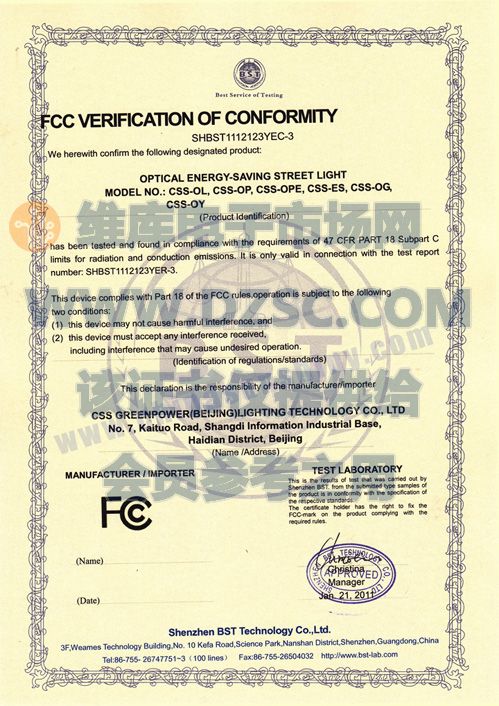 BST
Best Service of Testing
FCC VERIFICATION OF CONFORMITY
SHBST1112123YEC-3
We herewith confirm the following designated product:
OPTICAL ENERGY-SAVING STREET LIGHT
MODEL NO.: CSS-OL, CSS-OP, CSS-OPE, CSS-ES, CSS-OG,
CSS-OY
(Product Identification)
维库电子市场网
has been tested and found in compliance with the requirements of 47 CFR PART 18 Subpart C
limits for radiation and conduction emissions. It is only valid in connection with the test report
number: SHBST1112123YER-3.
This device complies with Part 18 of the FCC rules.operation is subject to the following
two conditions:
WWW.DZSC.COM
(1) this device may not cause harmful interference, and
(2) this device must accept any interference received,
including interference that may cause undesired operation.
(Identification of regulations/standards)
该证书仅提供给
This declaration is the responsibility of the manufacturer/importer
CSS GREENPOWER(BEIJING)LIGHTING TECHNOLOGY CO., LTD
No. 7, Kaituo Road, Shangdi Information Industrial Base,
Haidian District, Beijing
(Name /Address)
会员参考之用
MANUFACTURER / IMPORTER
TEST LABORATORY
This is the results of test that was carried out by
Shenzhen BST. from the submitted type samples of
the product is in conformity with the specification of
the respective standards.
The certificate holder has the right to fix the
FCC-mark on the product complying with the
required rules.
FCC
(Name)
SHENZHEN BST TECHNOLOGY CO., LTD
APPROVED
Christina
Manager
(Date)
Jan. 21, 2011
Shenzhen BST Technology Co.,Ltd.
3F,Weames Technology Building,No. 10 Kefa Road,Science Park,Nanshan District,Shenzhen,Guangdong,China
Tel:86-755- 26747751~3 (100 lines) Fax:86-755-26504032 http://www.bst-lab.com